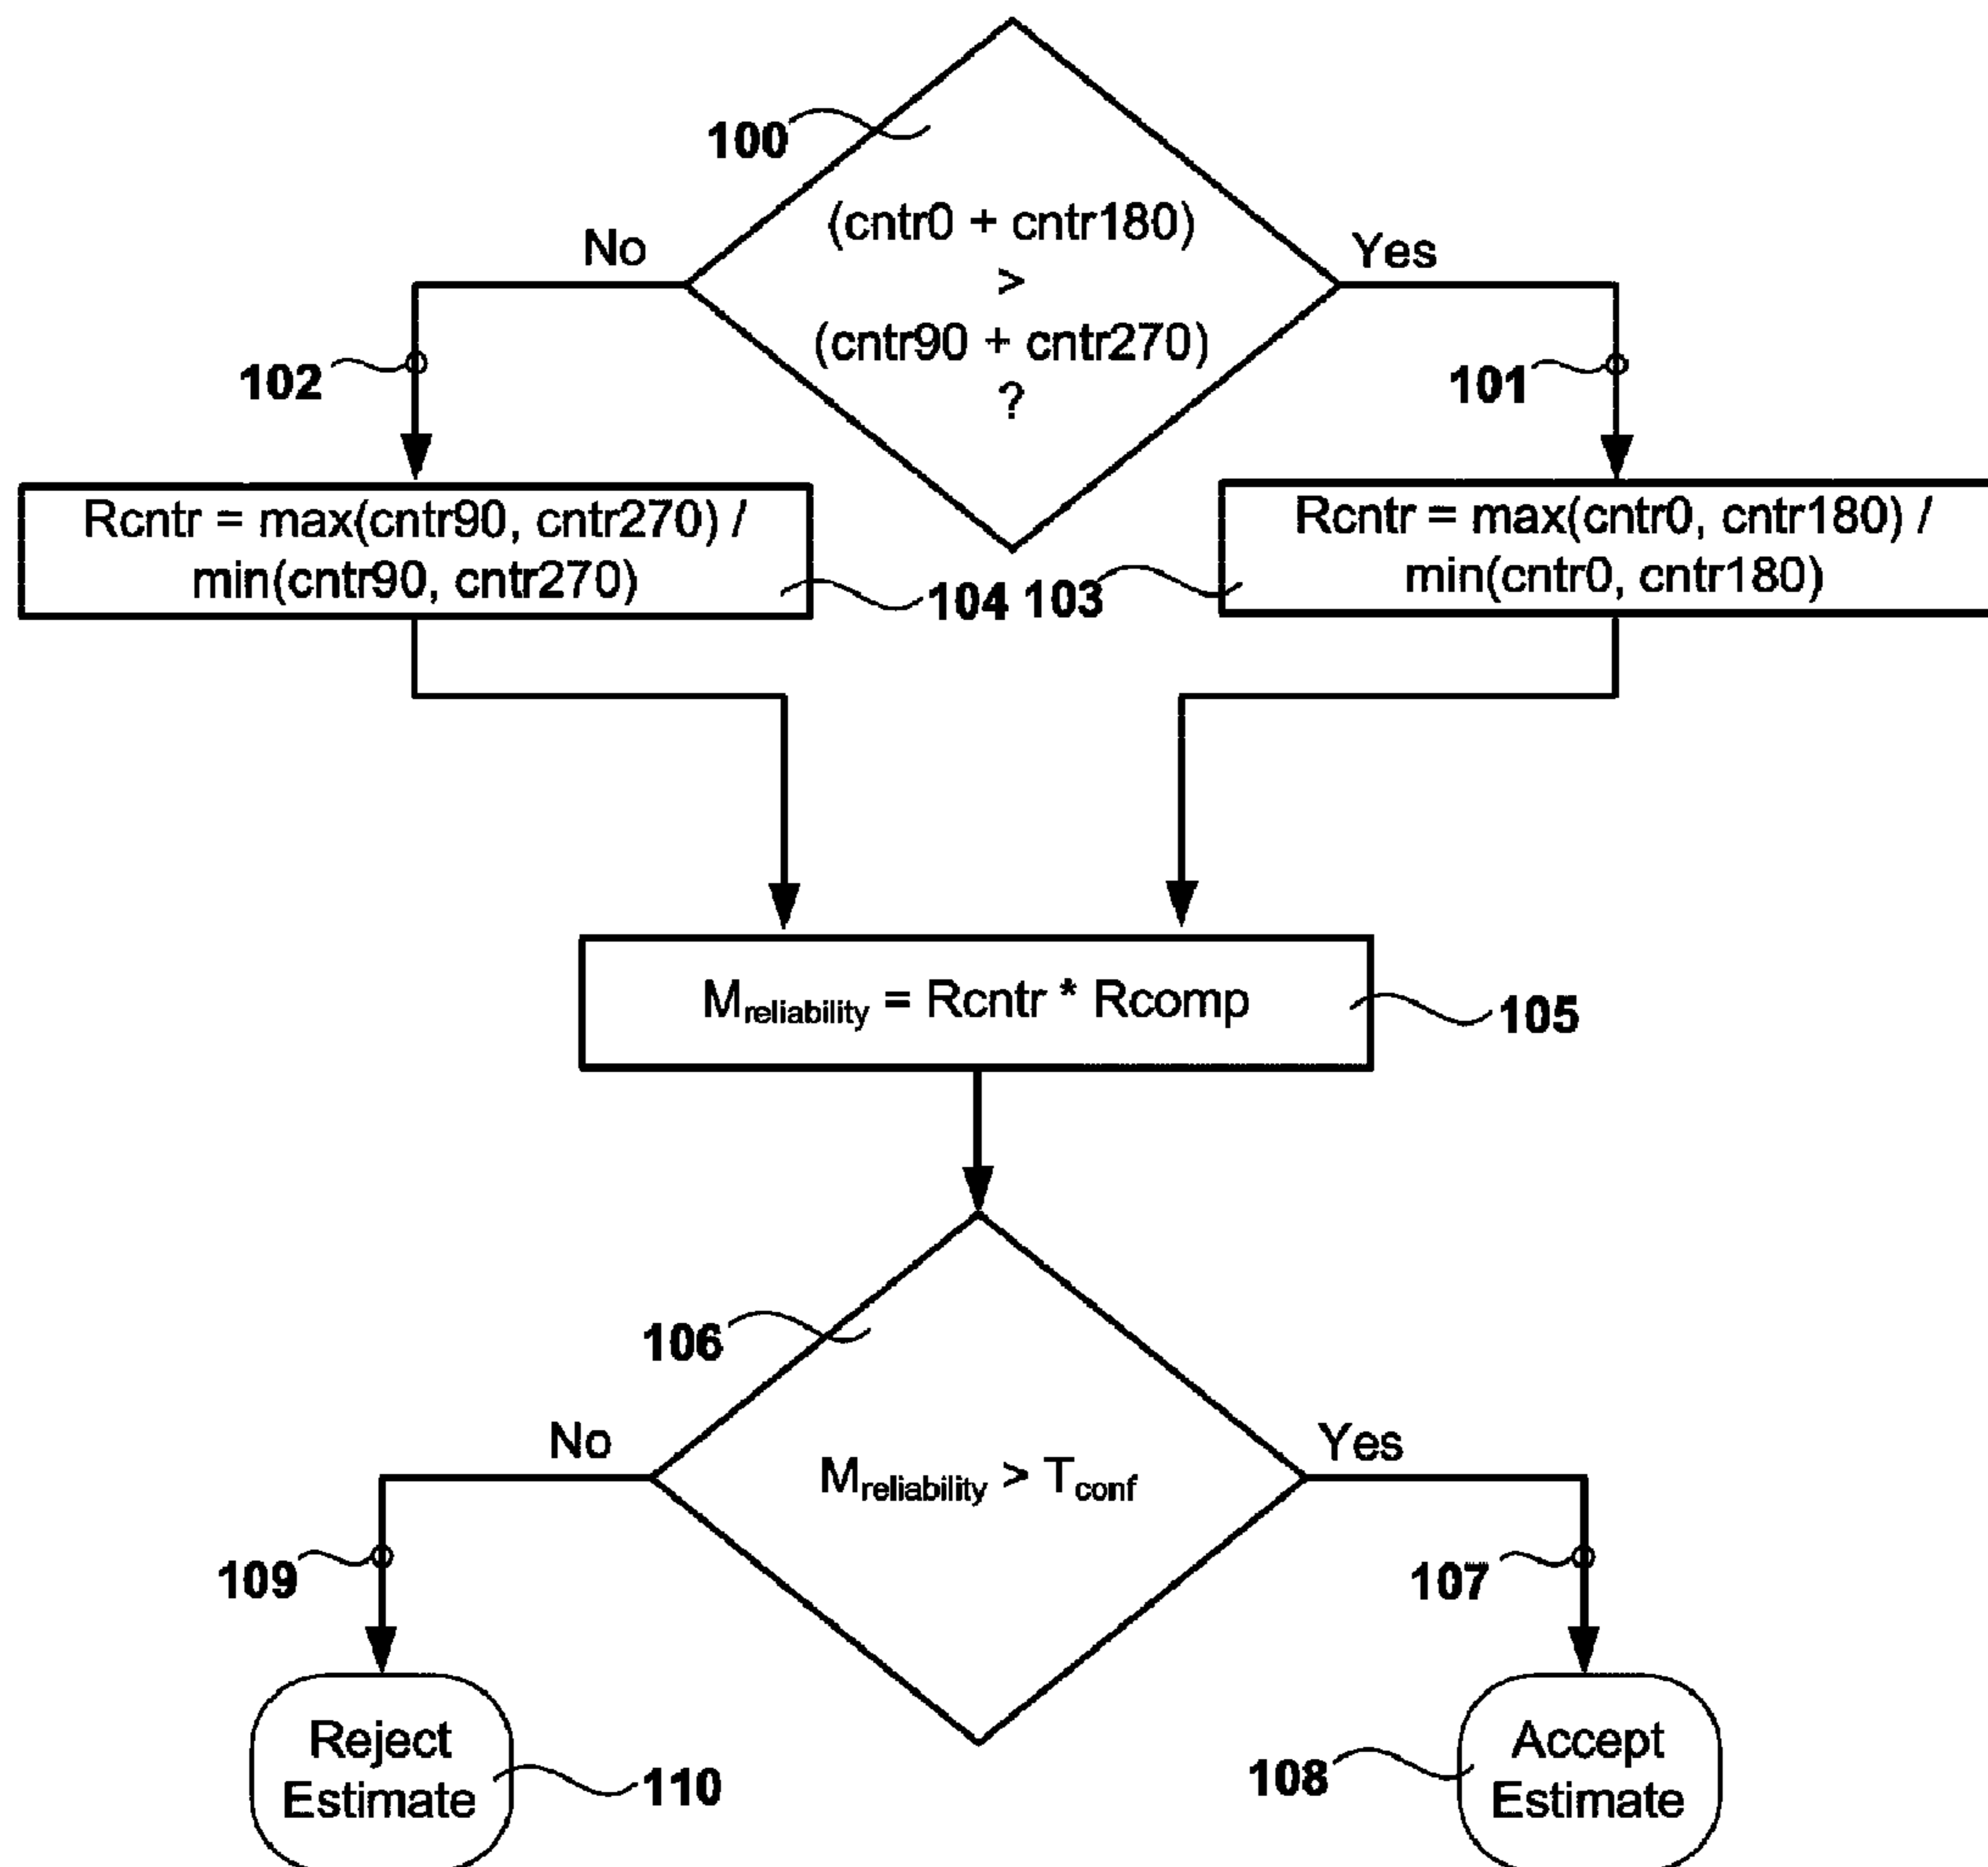 100
(cntr0 + cntr180)
>
(cntr90 + cntr270)
?
No
Yes
102
101
Rcntr = max(cntr90, cntr270) /
min(cntr90, cntr270)
104
103
Rcntr = max(cntr0, cntr180) /
min(cntr0, cntr180)
Mreliability = Rcntr * Rcomp
105
106
No
Yes
Mreliability > Tconf
109
107
Reject
Estimate
110
108
Accept
Estimate